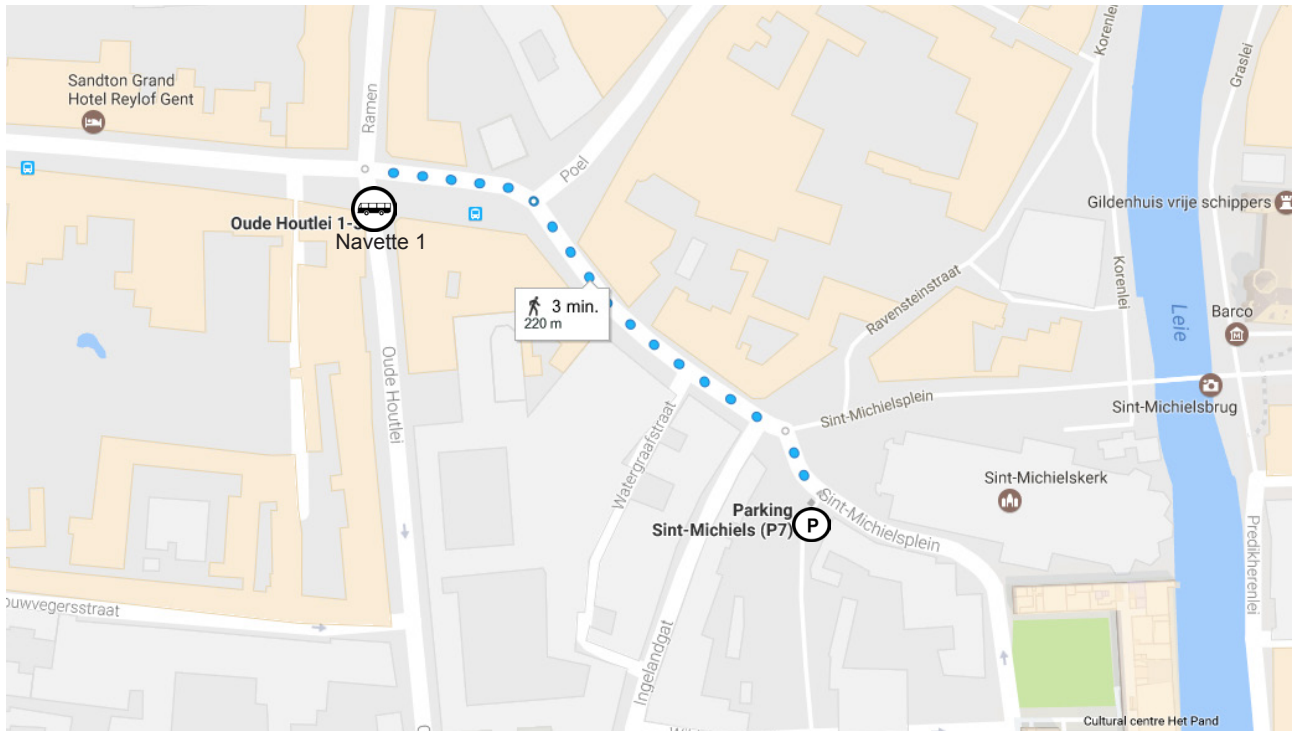 Sandton Grand
Hotel Reylof Gent
Ramen
Poel
Korenlei
Graslei
Oude Houtlei 1-
Navette 1
Gildenhuis vrije schippers
3 min.
220 m
Ravensteinstraat
Korenlei
Leie
Barco
Oude Houtlei
Watergraafstraat
Sint-Michielsplein
Sint-Michielsbrug
Sint-Michielskerk
Parking
Sint-Michiels (P7)
P
Sint-Michielsplein
Predikherenlei
ouwvegersstraat
Ingelandgat
Cultural centre Het Pand